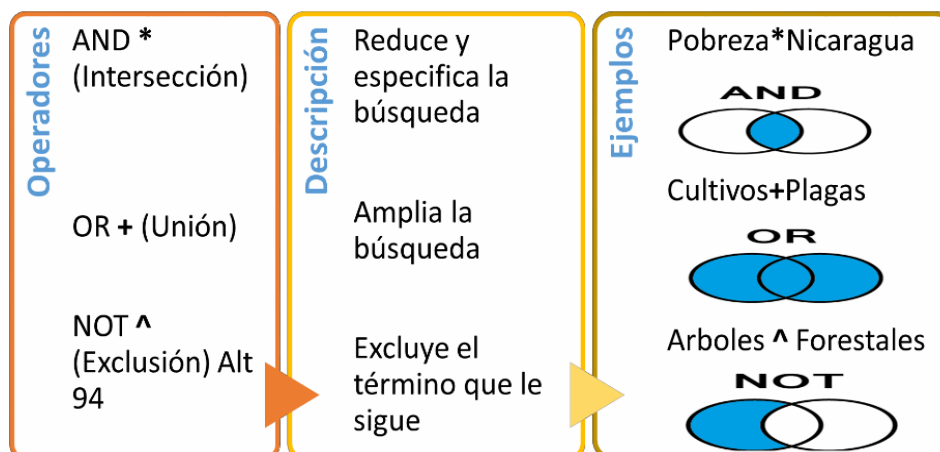 Operadores
AND *
(Intersección)
OR + (Unión)
NOT ^
(Exclusión) Alt
94
Descripción
Reduce y
especifica la
búsqueda
Amplia la
búsqueda
Excluye el
término que le
sigue
Ejemplos
Pobreza*Nicaragua
AND
Cultivos+Plagas
OR
Arboles ^ Forestales
NOT